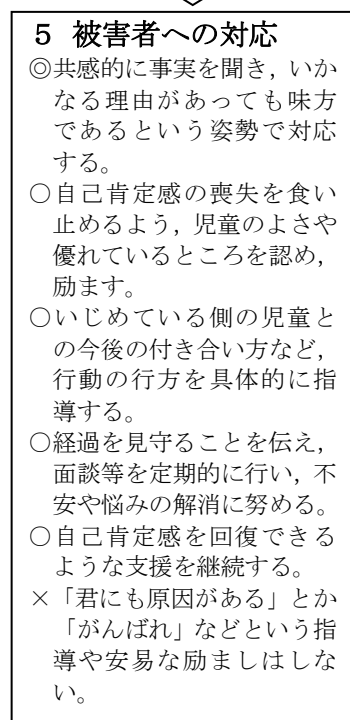 5 被害者への対応
◎共感的に事実を聞き，いか
なる理由があっても味方
であるという姿勢で対応
する。
○自己肯定感の喪失を食い
止めるよう，児童のよさや
優れているところを認め，
励ます。
○いじめている側の児童と
の今後の付き合い方など，
行動の行方を具体的に指
導する。
○経過を見守ることを伝え，
面談等を定期的に行い，不
安や悩みの解消に努める。
○自己肯定感を回復できる
ような支援を継続する。
×「君にも原因がある」とか
「がんばれ」などという指
導や安易な励ましはしな
い。